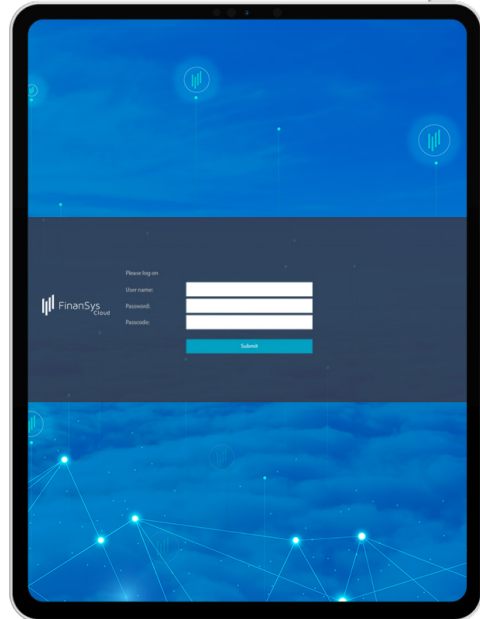 Please log on
FinanSys
Cloud
User name:
Password:
Passcode:
Submit